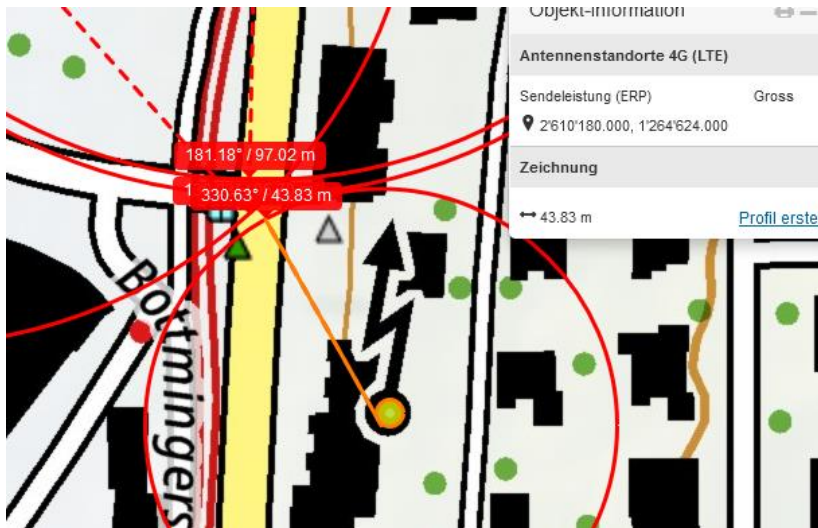 Objekt-Information
Antennenstandorte 4G (LTE)
Sendeleistung (ERP) Gross
2'610'180.000, 1'264'624.000
Zeichnung
43.83 m Profil erste
181.18° / 97.02 m
1
330.63° / 43.83 m
Bottmingers